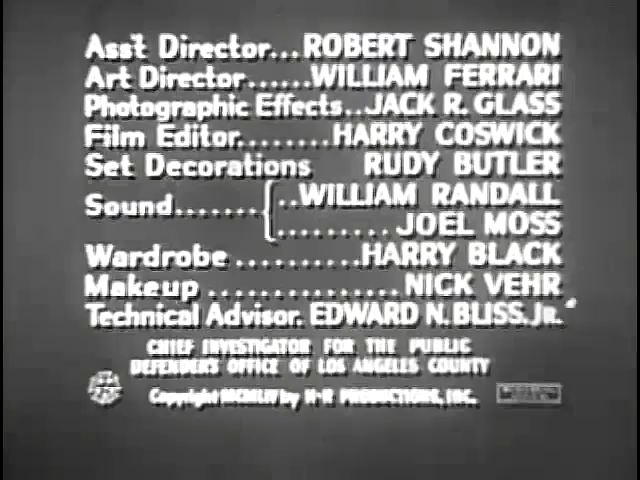 Ass't Director...ROBERT SHANNON
Art Director......WILLIAM FERRARI
Photographic Effects..JACK R. GLASS
Film Editor........HARRY COSWICK
Set Decorations RUDY BUTLER
Sound.......{..WILLIAM RANDALL
.........JOEL MOSS
Wardrobe..........HARRY BLACK
Makeup...............NICK VEHR
Technical Advisor. EDWARD N. BLISS, Jr.
CHIEF INVESTIGATOR FOR THE PUBLIC
DEFENDER'S OFFICE OF LOS ANGELES COUNTY
Copyright MCMLIV by H-R PRODUCTIONS, INC.